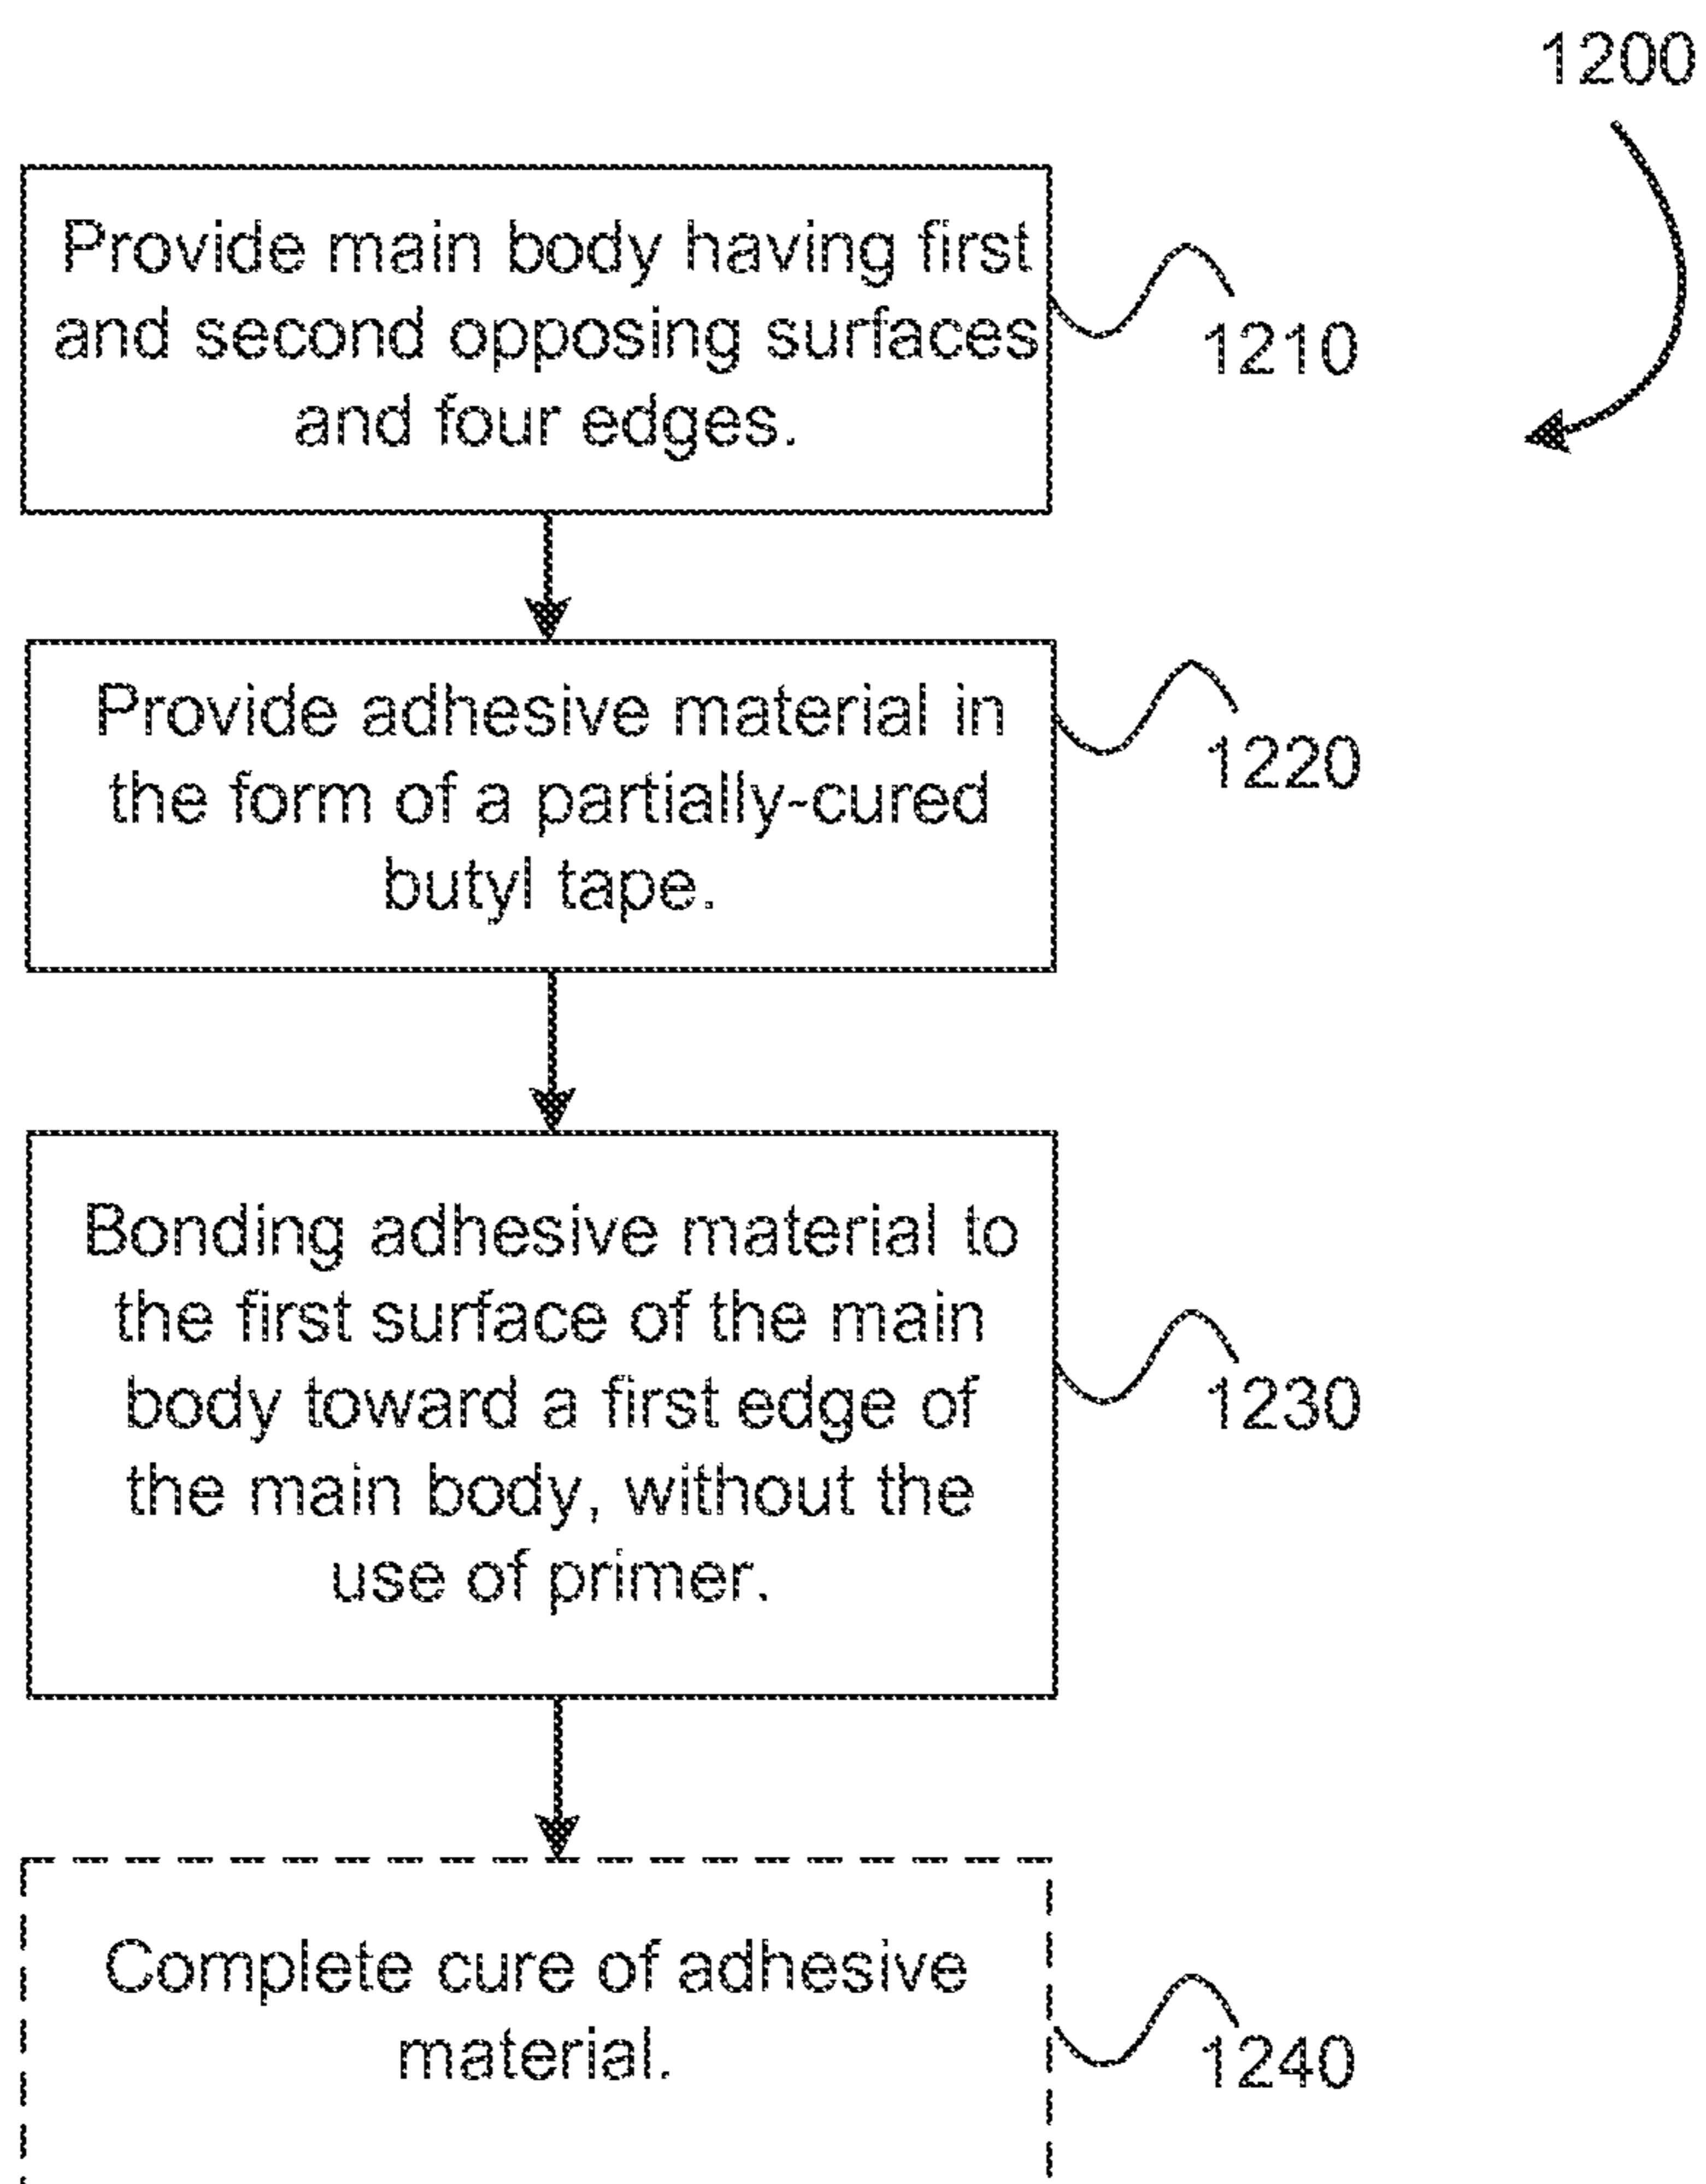 1200
Provide main body having first
and second opposing surfaces
and four edges.
1210
Provide adhesive material in
the form of a partially-cured
butyl tape.
1220
Bonding adhesive material to
the first surface of the main
body toward a first edge of
the main body, without the
use of primer.
1230
Complete cure of adhesive
material.
1240